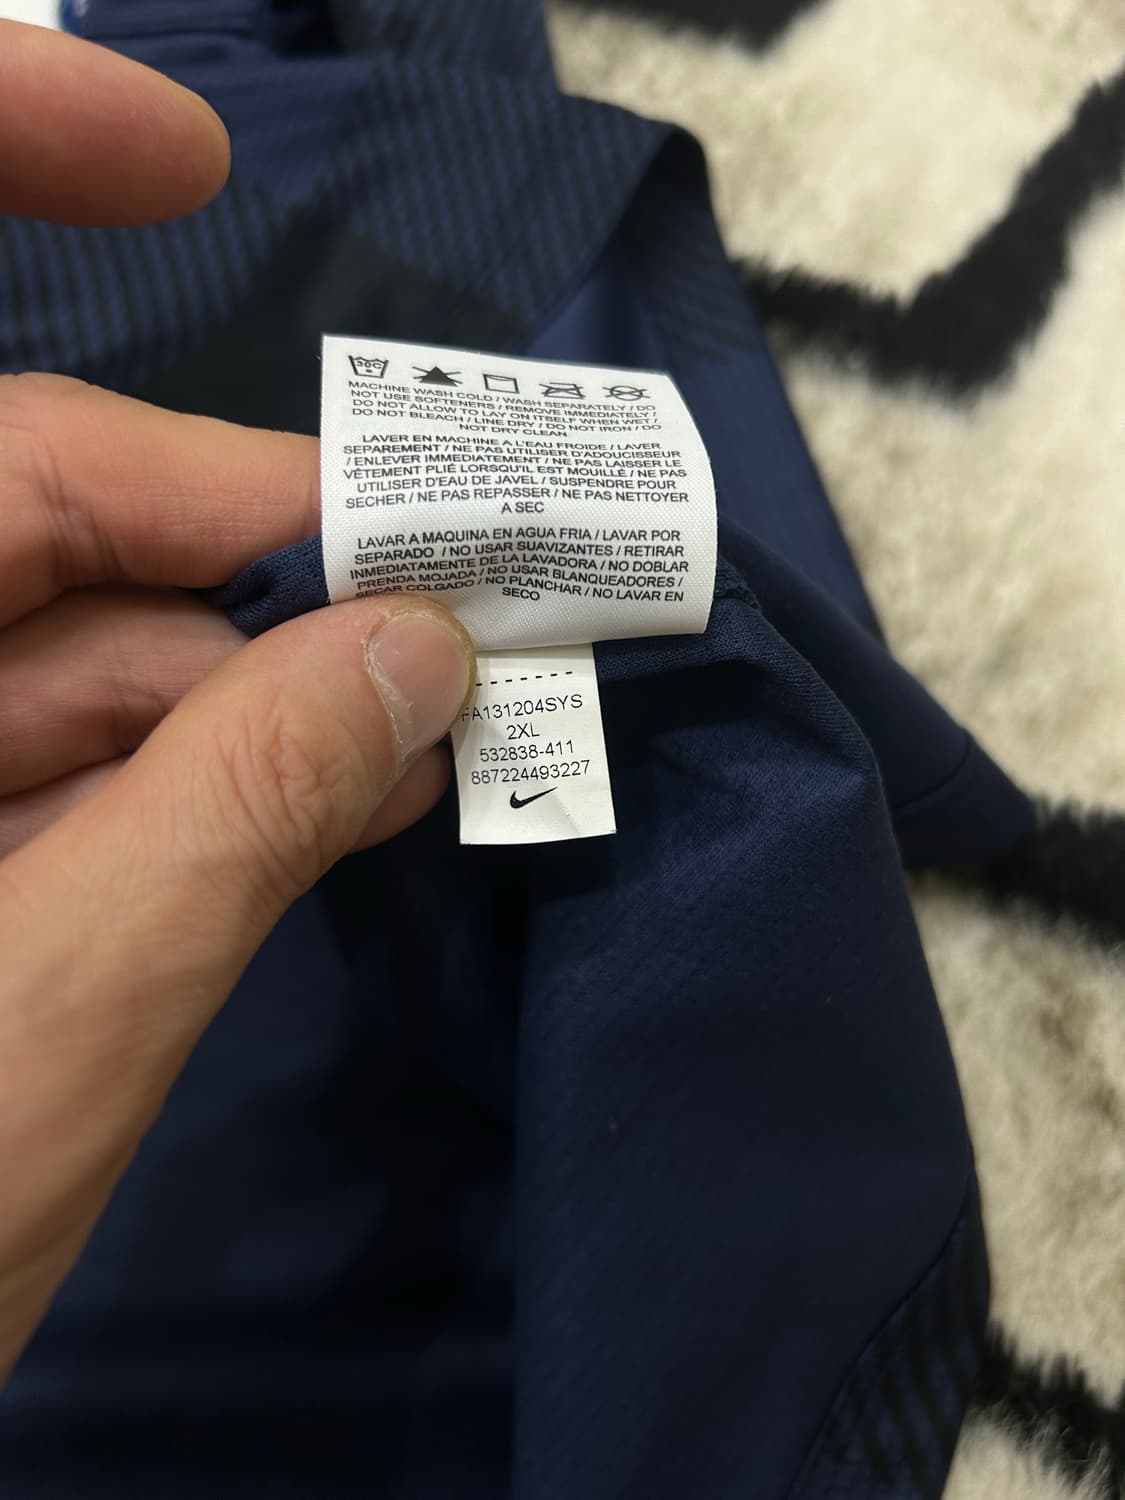 30C
MACHINE WASH COLD / WASH SEPARATELY / DO
NOT USE SOFTENERS / REMOVE IMMEDIATELY /
DO NOT ALLOW TO LAY ON ITSELF WHEN WET /
DO NOT BLEACH / LINE DRY / DO NOT IRON / DO
NOT DRY CLEAN
LAVER EN MACHINE A L'EAU FROIDE / LAVER
SEPAREMENT / NE PAS UTILISER D'ADOUCISSEUR
/ ENLEVER IMMEDIATEMENT / NE PAS LAISSER LE
VÊTEMENT PLIÉ LORSQU'IL EST MOUILLÉ / NE PAS
UTILISER D'EAU DE JAVEL / SUSPENDRE POUR
SECHER / NE PAS REPASSER / NE PAS NETTOYER
A SEC
LAVAR A MAQUINA EN AGUA FRIA / LAVAR POR
SEPARADO / NO USAR SUAVIZANTES / RETIRAR
INMEDIATAMENTE DE LA LAVADORA / NO DOBLAR
PRENDA MOJADA / NO USAR BLANQUEADORES /
SECAR COLGADO / NO PLANCHAR / NO LAVAR EN
SECO
FA131204SYS
2XL
532838-411
887224493227